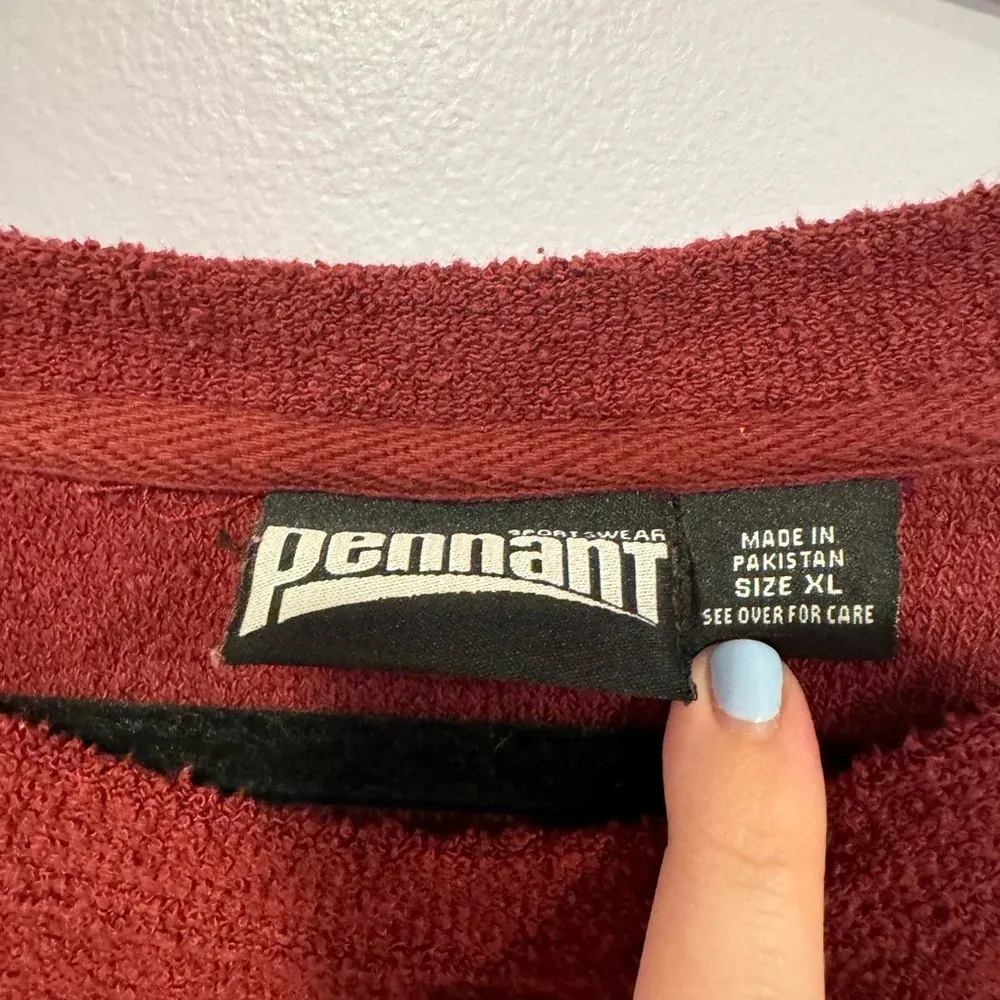 SPORTSWEAR
Pennant
MADE IN
PAKISTAN
SIZE XL
SEE OVER FOR CARE